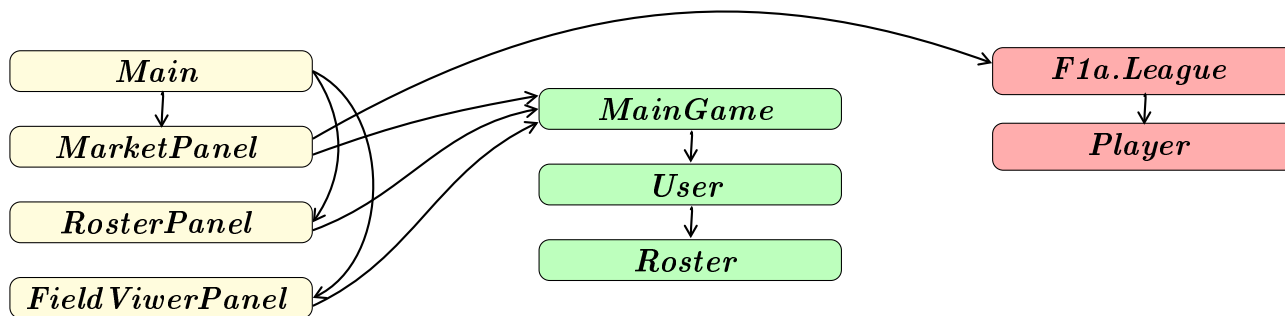 Main
MarketPanel
RosterPanel
FieldViwerPanel
MainGame
User
Roster
F1a.League
Player